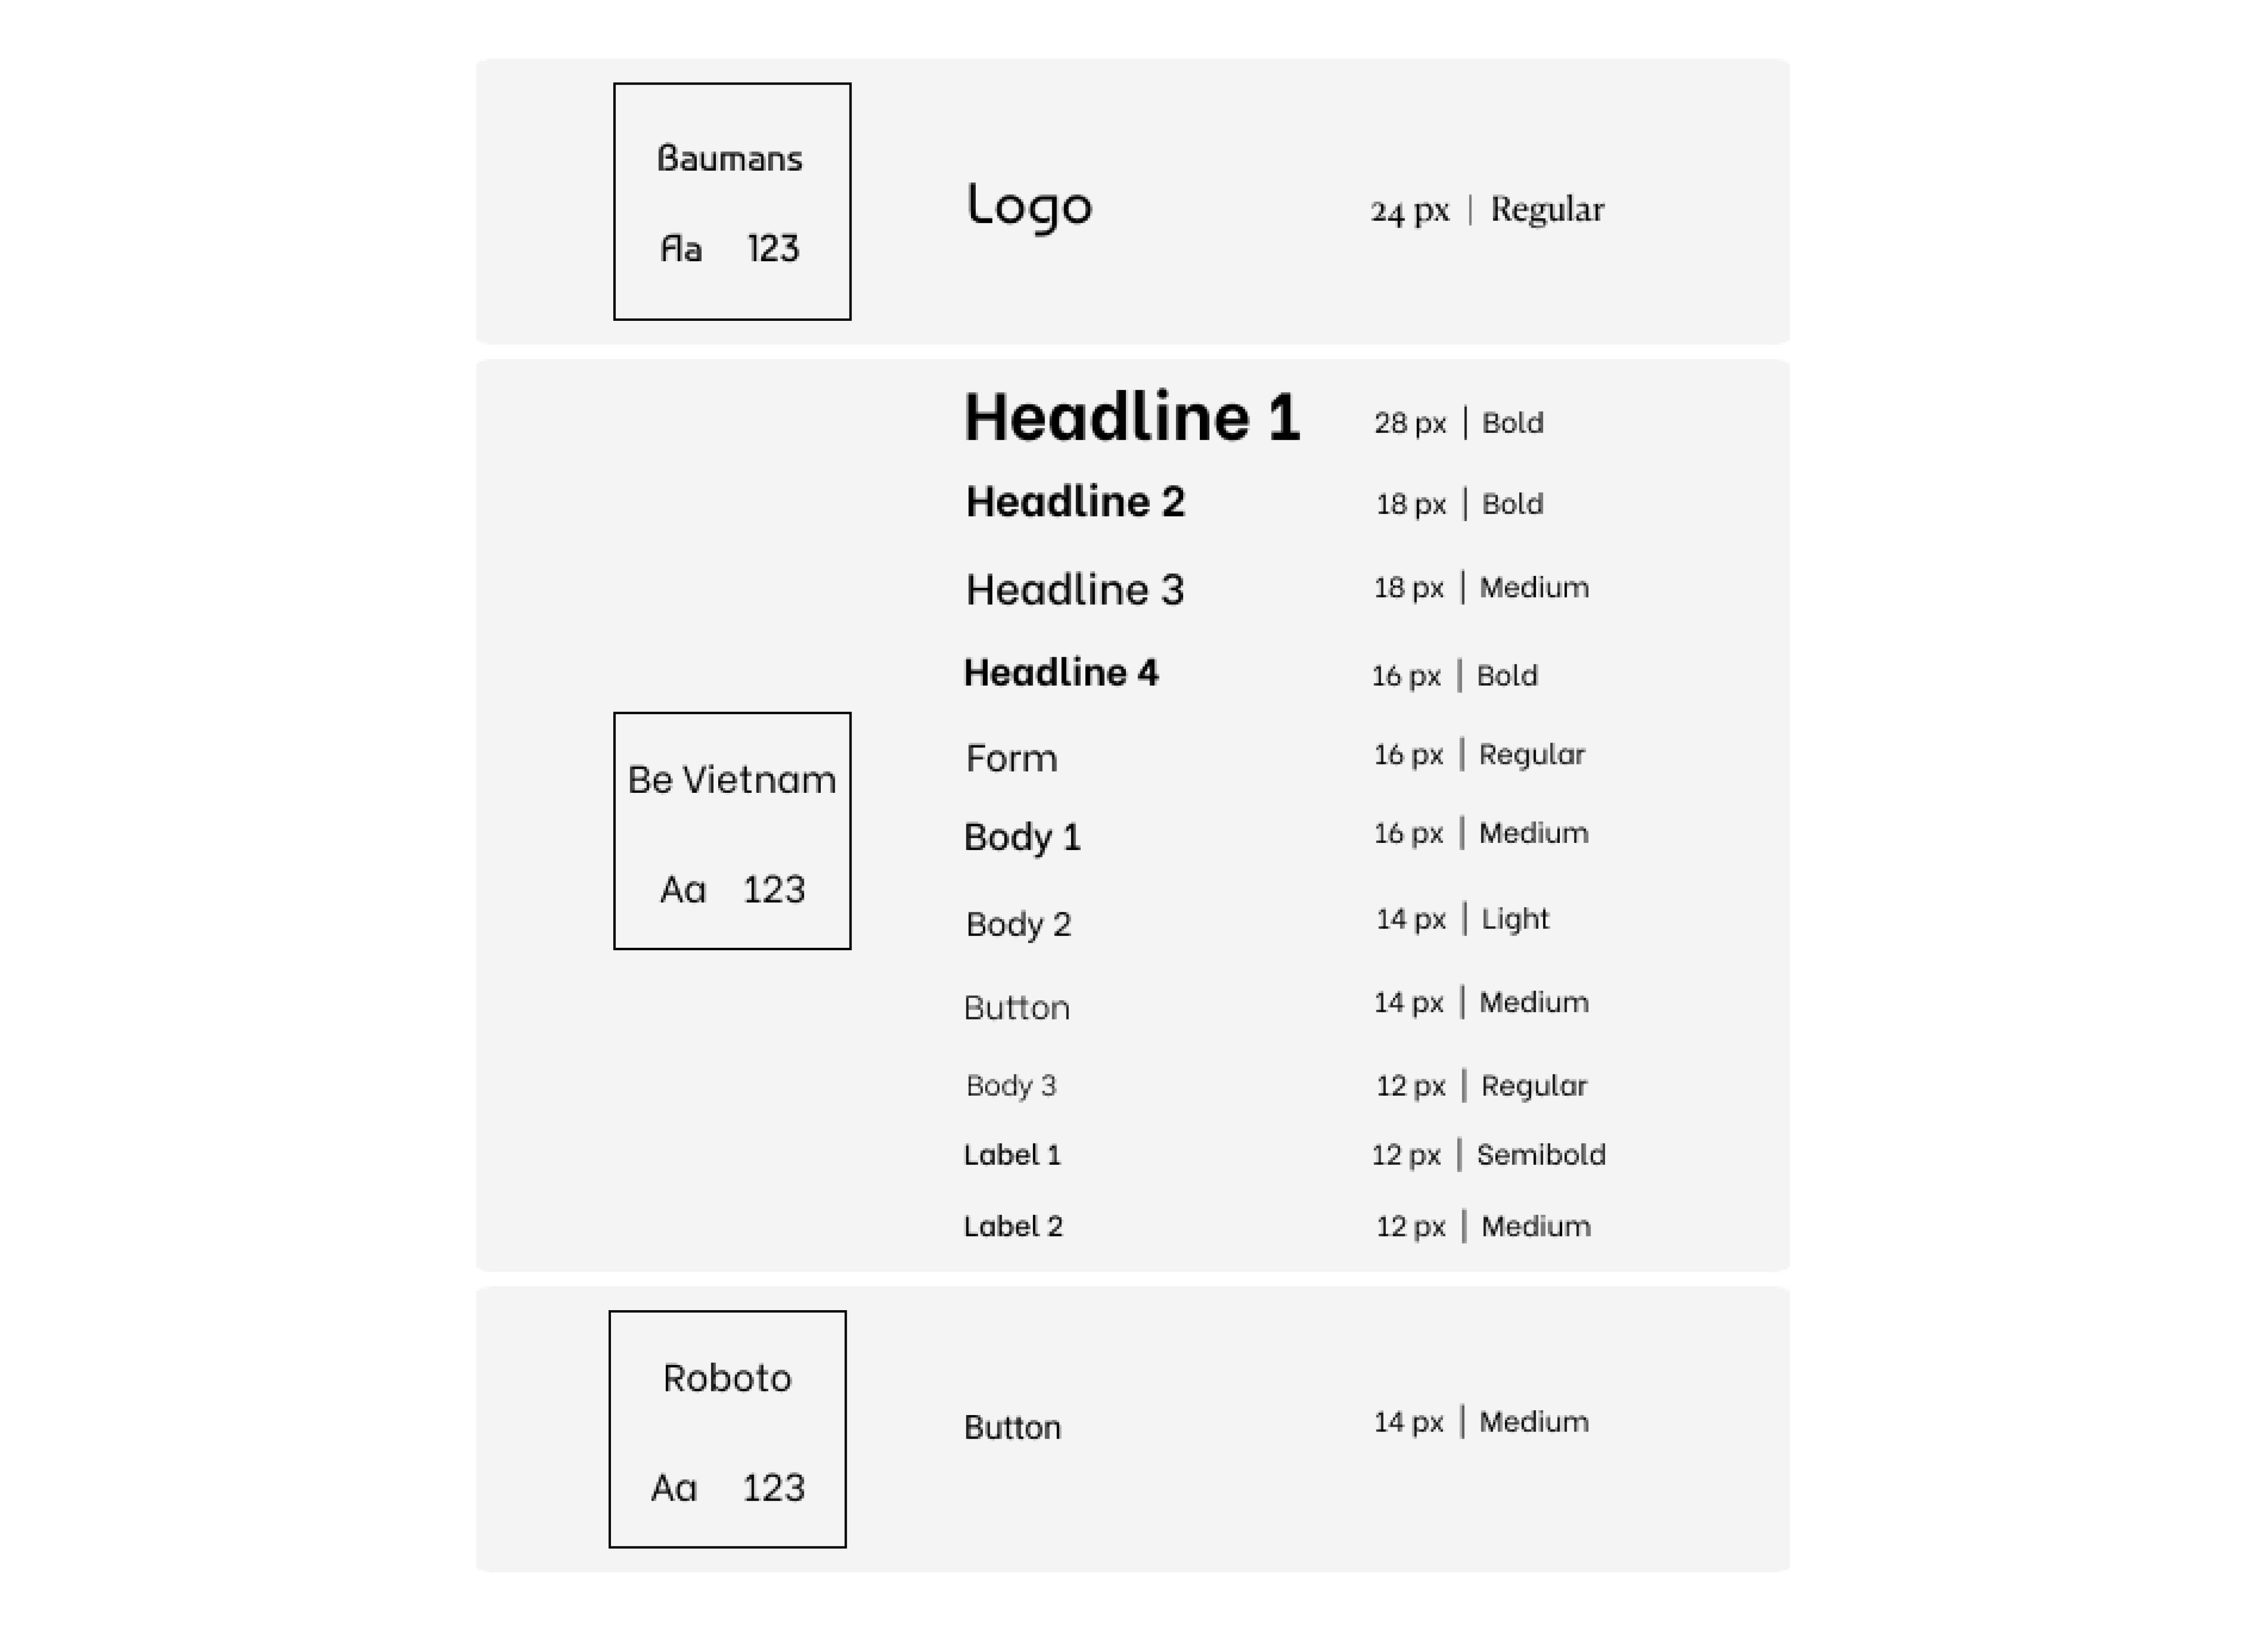 Baumans
Aa 123
Logo
24 px | Regular
Headline 1 28 px | Bold
Headline 2 18 px | Bold
Headline 3 18 px | Medium
Headline 4 16 px | Bold
Form 16 px | Regular
Be Vietnam
Aa 123
Body 1 16 px | Medium
Body 2 14 px | Light
Button 14 px | Medium
Body 3 12 px | Regular
Label 1 12 px | Semibold
Label 2 12 px | Medium
Roboto
Aa 123
Button 14 px | Medium